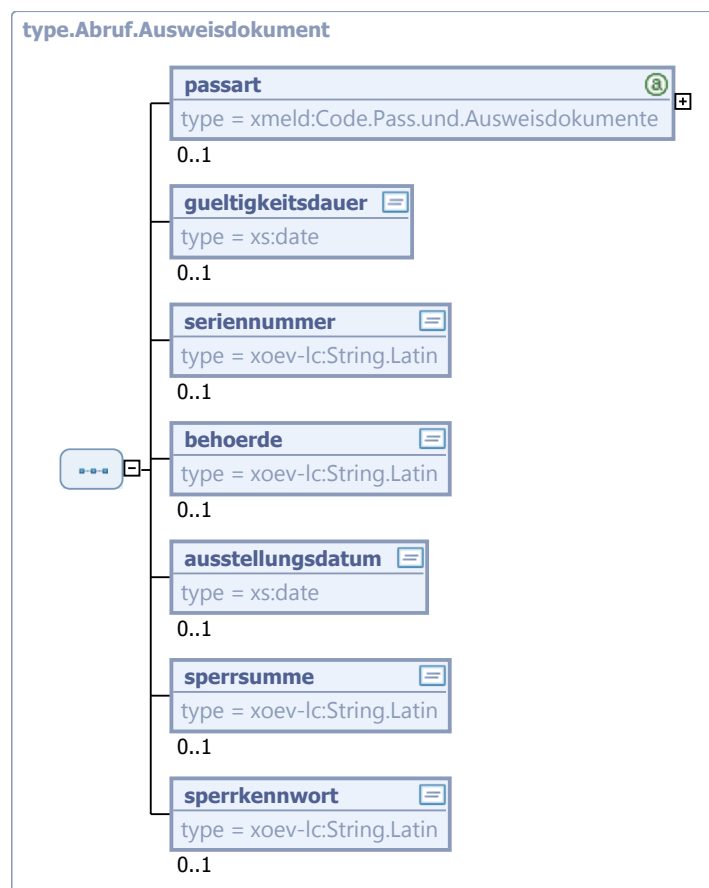 type.Abruf.Ausweisdokument
passart
type = xmeld:Code.Pass.und.Ausweisdokumente
0..1
gueltigkeitsdauer
type = xs:date
0..1
seriennummer
type = xoev-lc:String.Latin
0..1
behoerde
type = xoev-lc:String.Latin
0..1
ausstellungsdatum
type = xs:date
0..1
sperrsumme
type = xoev-lc:String.Latin
0..1
sperrkennwort
type = xoev-lc:String.Latin
0..1